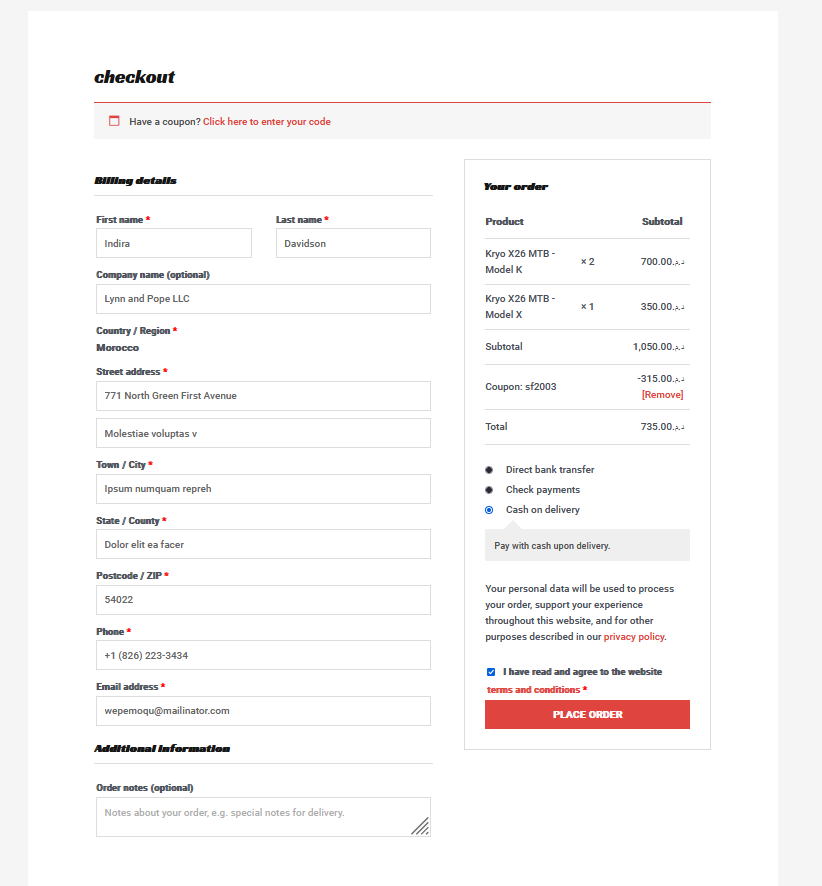 checkout
Have a coupon? Click here to enter your code
Billing details
First name *
Last name *
Indira
Davidson
Company name (optional)
Lynn and Pope LLC
Country / Region *
Morocco
Street address *
771 North Green First Avenue
Molestiae voluptas v
Town / City *
Ipsum numquam repreh
State / County *
Dolor elit ea facer
Postcode / ZIP *
54022
Phone *
+1 (826) 223-3434
Email address *
wepemoqu@mailinator.com
Additional information
Order notes (optional)
Notes about your order, e.g. special notes for delivery.
Your order
Product Subtotal
Kryo X26 MTB -
Model K
× 2
700.00د.م.
Kryo X26 MTB -
Model X
× 1
350.00د.م.
Subtotal 1,050.00د.م.
Coupon: sf2003
-315.00د.م.
[Remove]
Total 735.00د.م.
Direct bank transfer
Check payments
Cash on delivery
Pay with cash upon delivery.
Your personal data will be used to process
your order, support your experience
throughout this website, and for other
purposes described in our privacy policy.
I have read and agree to the website
terms and conditions *
PLACE ORDER